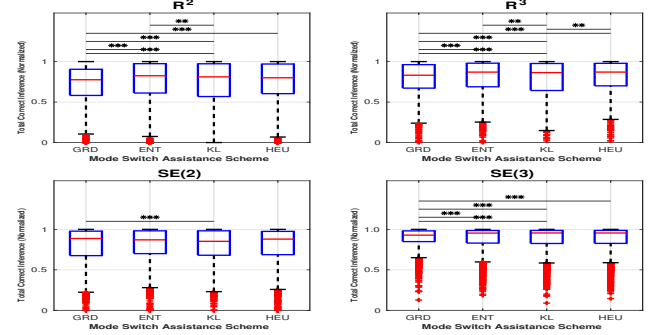 R² R³
**
*** ***
*** ***
*** ***
**
*** **
***
*** ***
Total Correct Inference (Normalized)
1
0.5
0
GRD ENT KL HEU
Mode Switch Assistance Scheme
Total Correct Inference (Normalized)
1
0.5
0
GRD ENT KL HEU
Mode Switch Assistance Scheme
SE(2)
***
Total Correct Inference (Normalized)
1
0.5
0
GRD ENT KL HEU
Mode Switch Assistance Scheme
SE(3)
***
***
*** ***
Total Correct Inference (Normalized)
1.0
0.5
0
GRD ENT KL HEU
Mode Switch Assistance Scheme